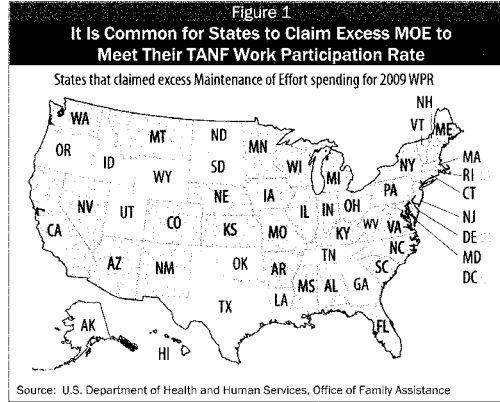 Figure 1
It Is Common for States to Claim Excess MOE to
Meet Their TANF Work Participation Rate
States that claimed excess Maintenance of Effort spending for 2009 WPR
NH
WA
VT
ME
MT
ND
MN
OR
MA
ID
SD
WI
NY
RI
WY
MI
CT
PA
NE
IA
NJ
NV
UT
IL
IN
OH
DE
CO
WV
VA
CA
KS
MO
KY
MD
NC
DC
TN
AZ
NM
OK
AR
SC
MS
AL
GA
TX
LA
AK
FL
HI
Source: U.S. Department of Health and Human Services, Office of Family Assistance